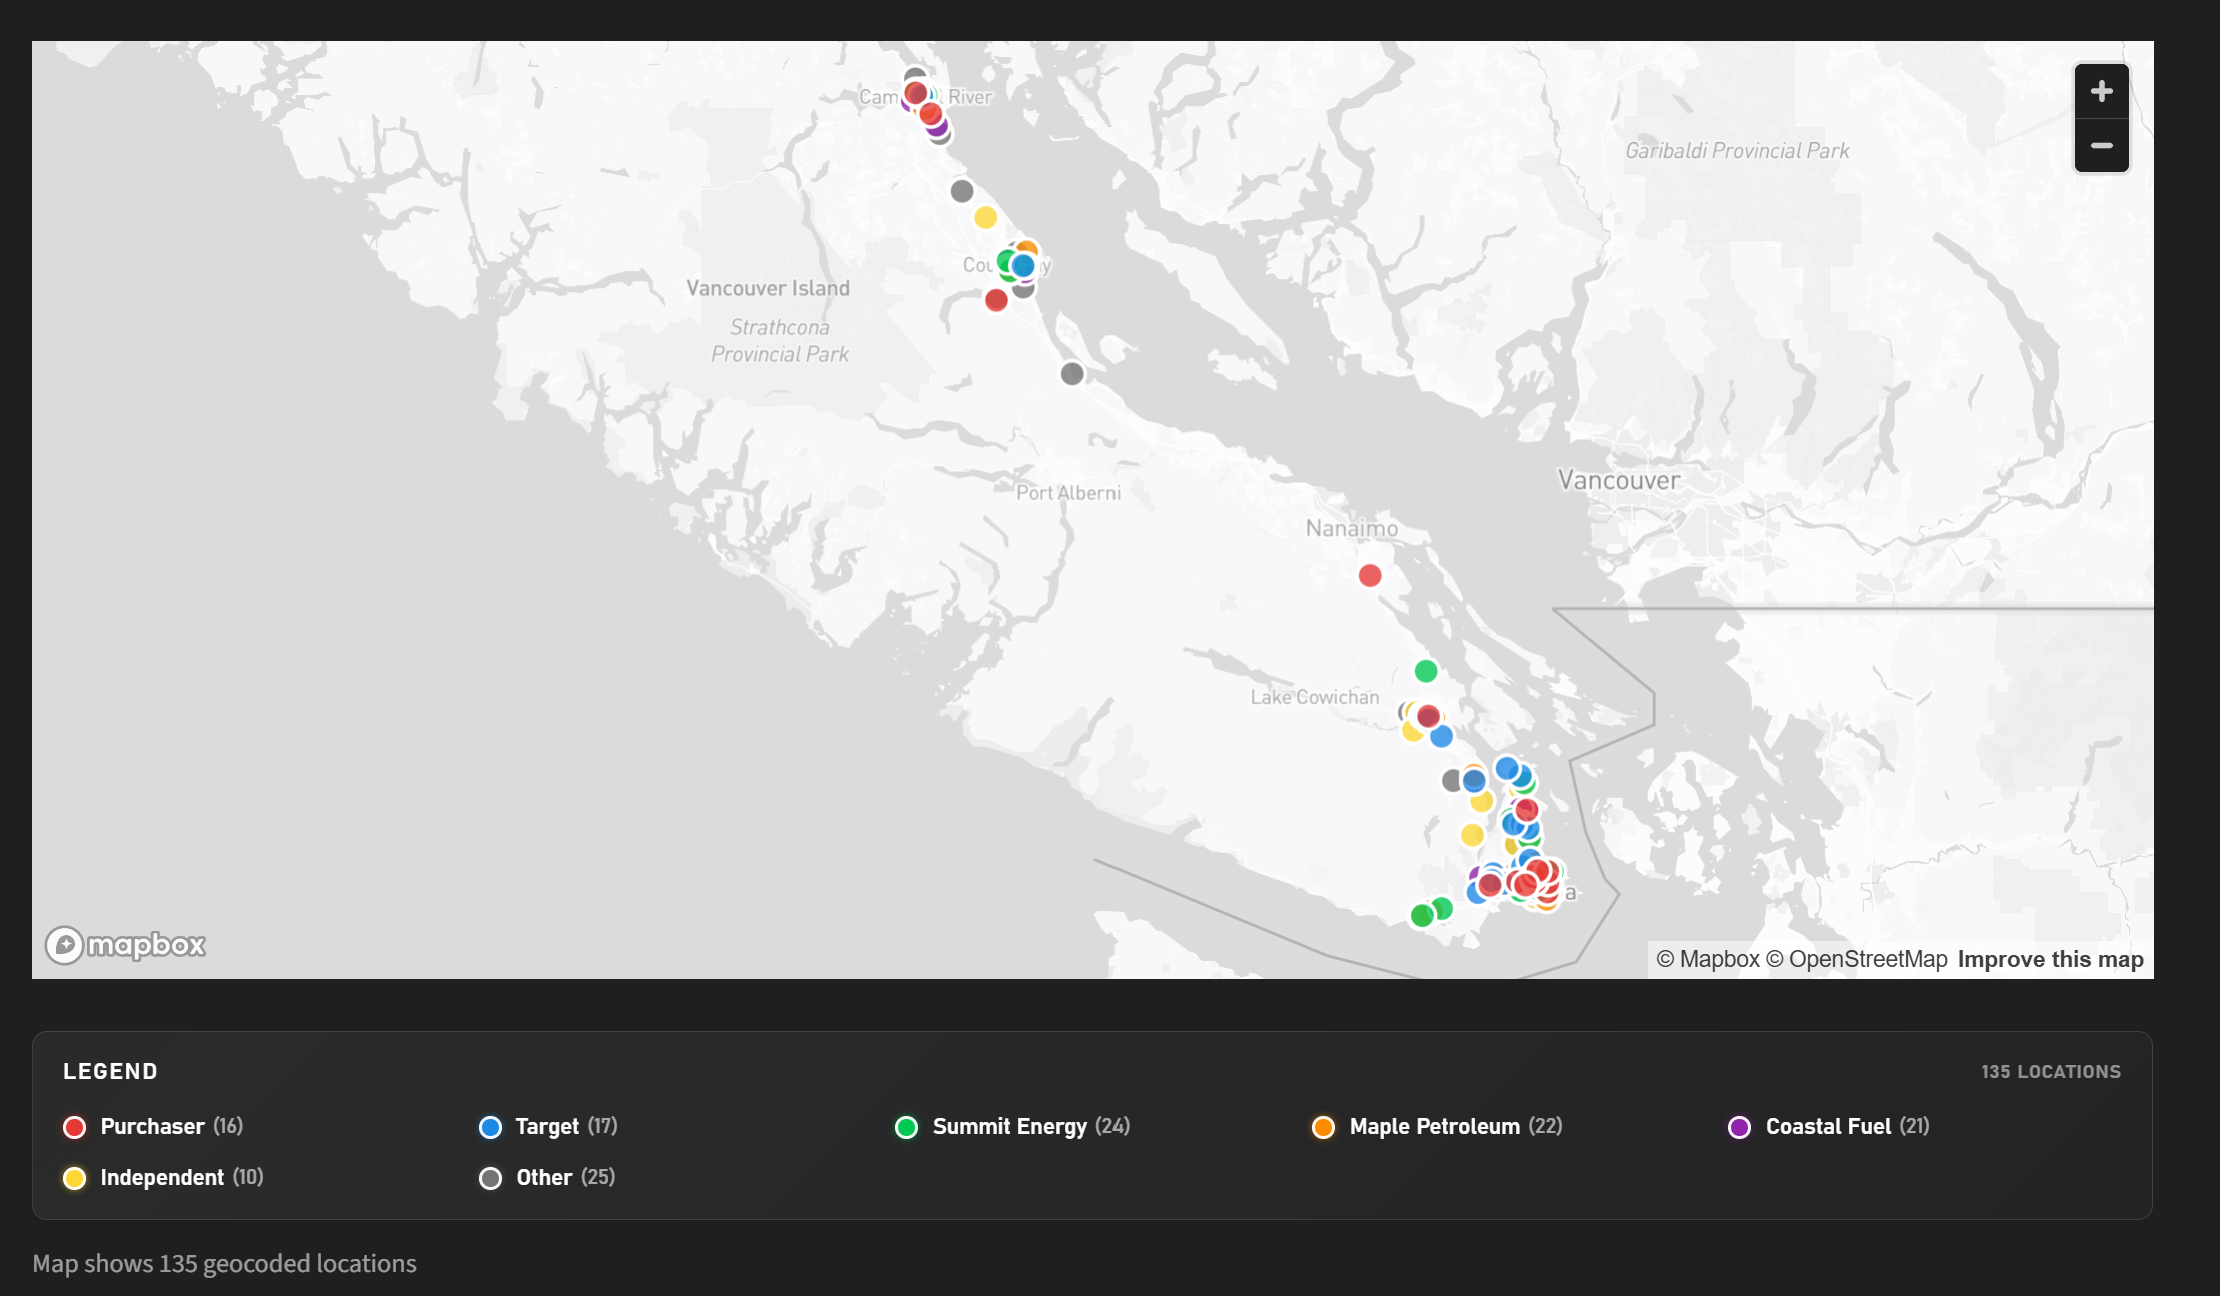 River
Garibaldi Provincial Park
Vancouver Island
Strathcona
Provincial Park
Port Alberni
Vancouver
Nanaimo
Lake Cowichan
mapbox
© Mapbox © OpenStreetMap Improve this map
LEGEND
135 LOCATIONS
Purchaser (16)
Target (17)
Summit Energy (24)
Maple Petroleum (22)
Coastal Fuel (21)
Independent (10)
Other (25)
Map shows 135 geocoded locations